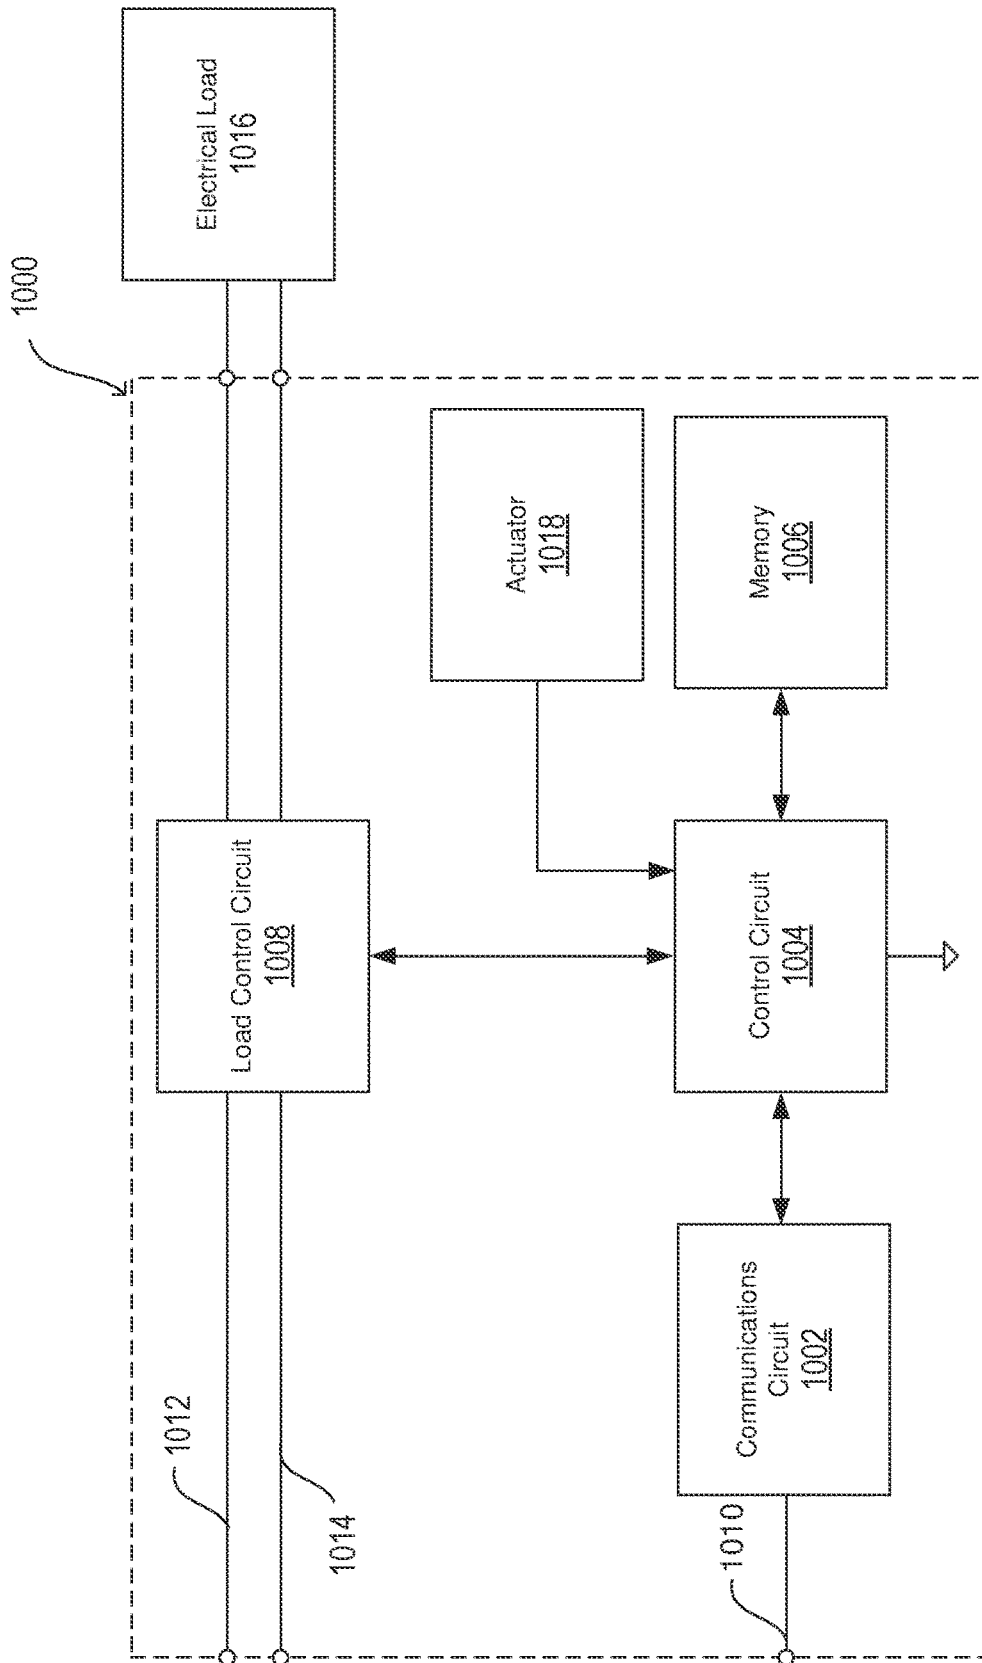 1000
1012
1014
Load Control Circuit
1008
Electrical Load
1016
Actuator
1018
1010
Communications
Circuit
1002
Control Circuit
1004
Memory
1006